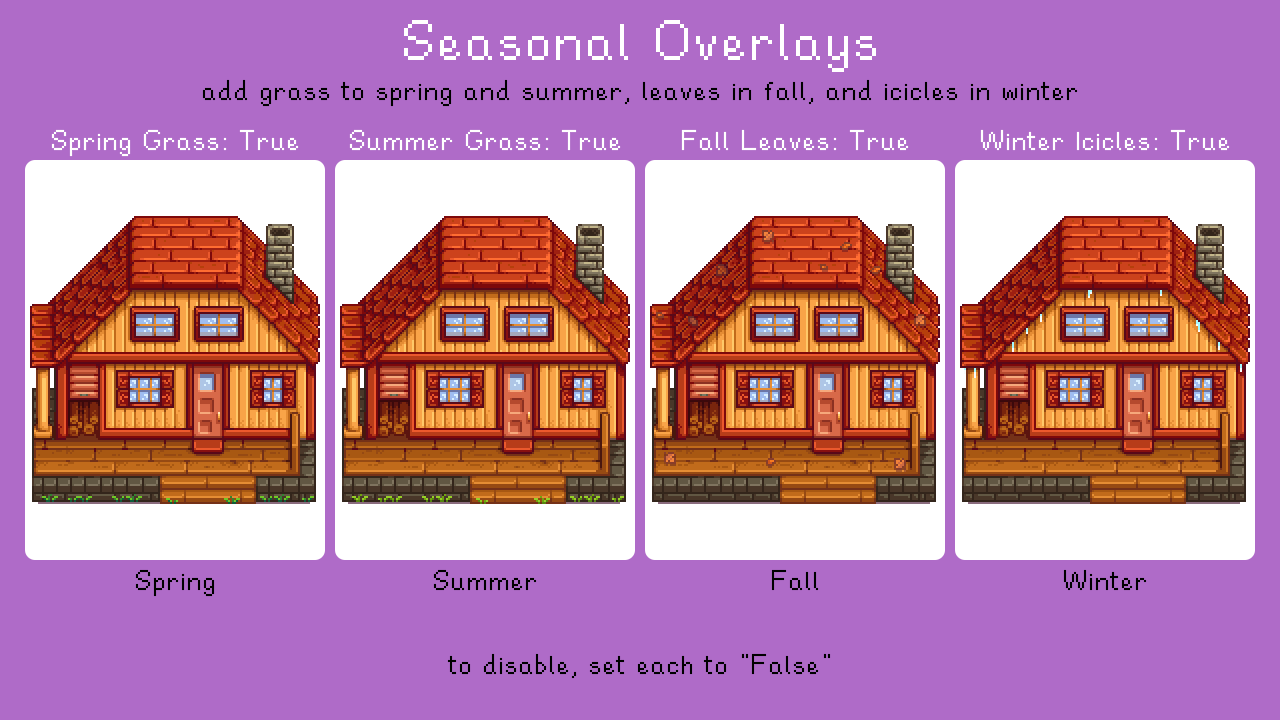 Seasonal Overlays
add grass to spring and summer, leaves in fall, and icicles in winter
Spring Grass: True
Summer Grass: True
Fall Leaves: True
Winter Icicles: True
Spring
Summer
Fall
Winter
to disable, set each to "False"